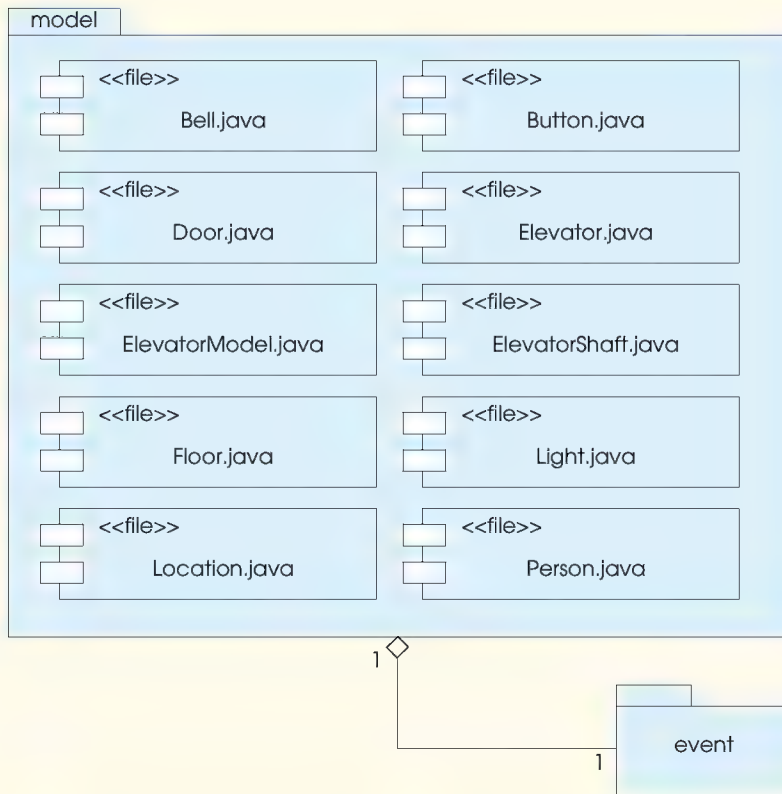 model
<<file>>
Bell.java
<<file>>
Button.java
<<file>>
Door.java
<<file>>
Elevator.java
<<file>>
ElevatorModel.java
<<file>>
ElevatorShaft.java
<<file>>
Floor.java
<<file>>
Light.java
<<file>>
Location.java
<<file>>
Person.java
1
event
1